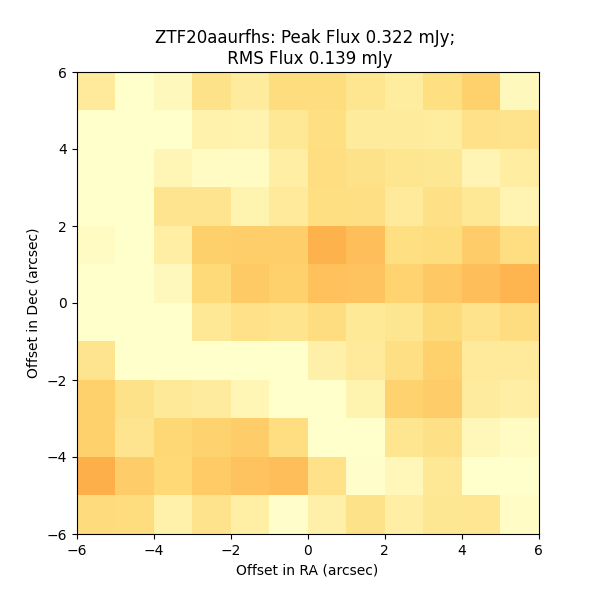 ZTF20aaurfhs: Peak Flux 0.322 mJy;
RMS Flux 0.139 mJy
6
4
2
0
−2
−4
−6
Offset in Dec (arcsec)
−6 −4 −2 0 2 4 6
Offset in RA (arcsec)